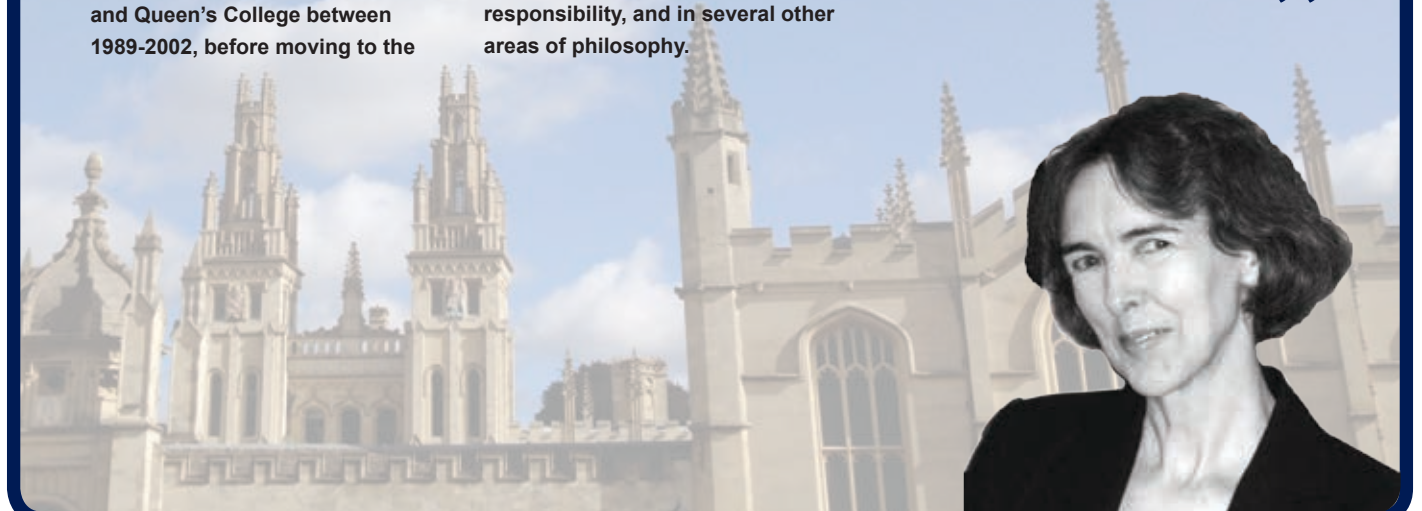 and Queen’s College between
1989-2002, before moving to the
responsibility, and in several other
areas of philosophy.
”